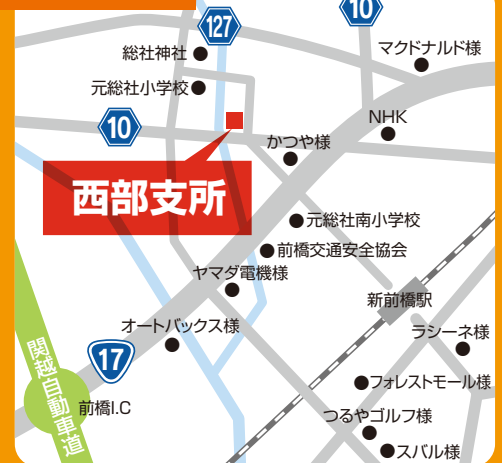 127
10
総社神社
マクドナルド様
元総社小学校
10
NHK
かつや様
西部支所
元総社南小学校
前橋交通安全協会
ヤマダ電機様
新前橋駅
オートバックス様
ラシーネ様
関越自動車道
17
フォレストモール様
前橋I.C
つるやゴルフ様
スバル様